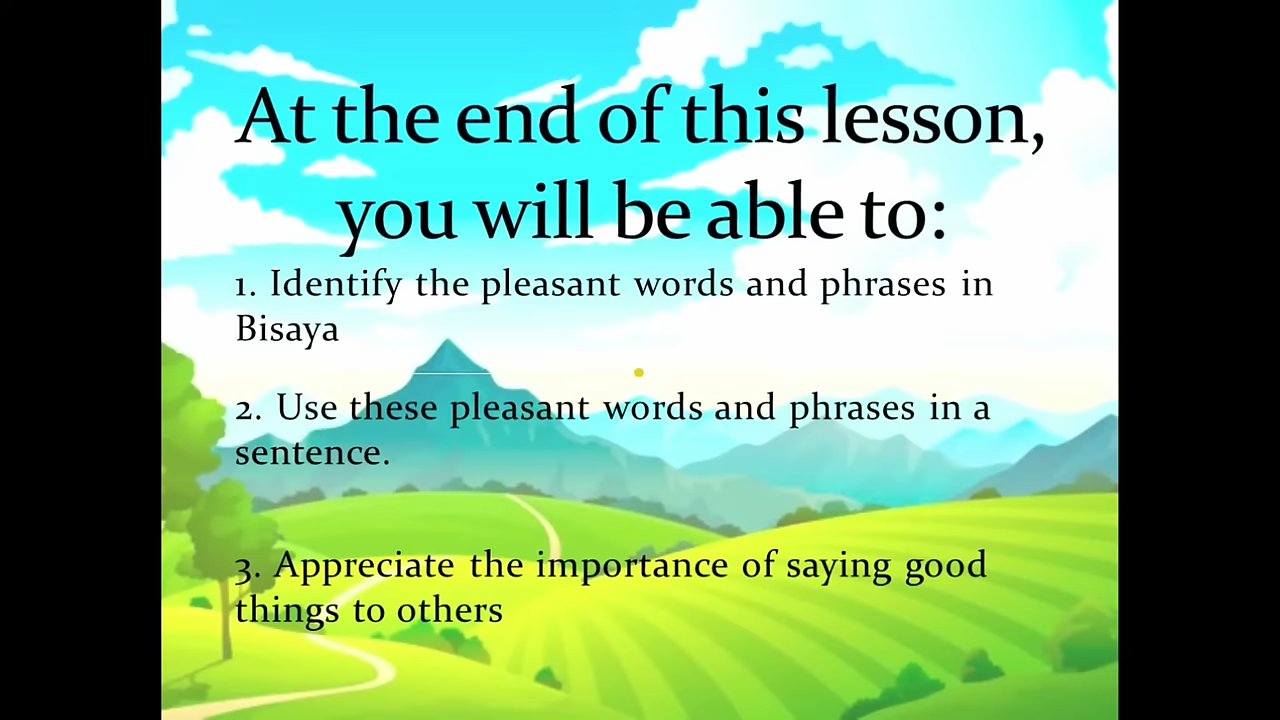 At the end of this lesson,
you will be able to:
1. Identify the pleasant words and phrases in
Bisaya
2. Use these pleasant words and phrases in a
sentence.
3. Appreciate the importance of saying good
things to others